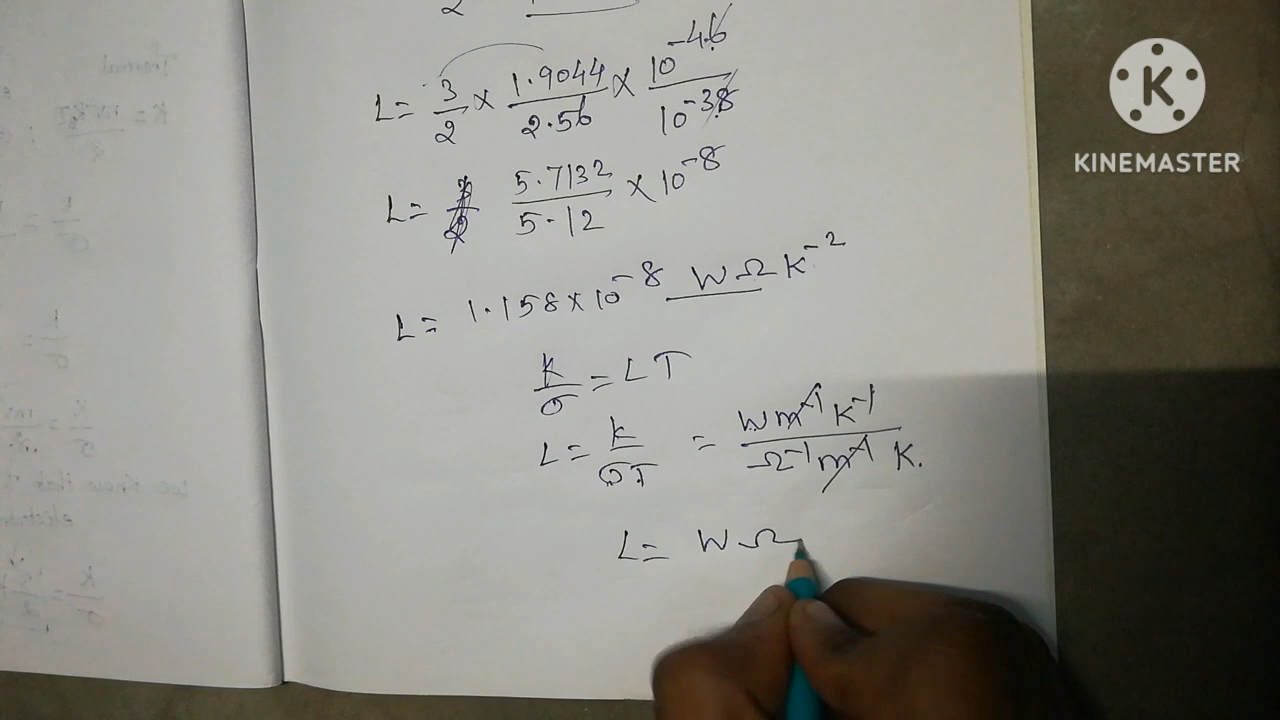 2
L = 3/2 × 1.9044/2.56 × 10^-46/10^-38
L = 5.7132/5.12 × 10^-8
L = 1.158 × 10^-8 WΩK^-2
K/σ = LT
L = K/σT = Wm^-1 K^-1/Ω^-1 m^-1 K.
L = WΩ
K
KINEMASTER